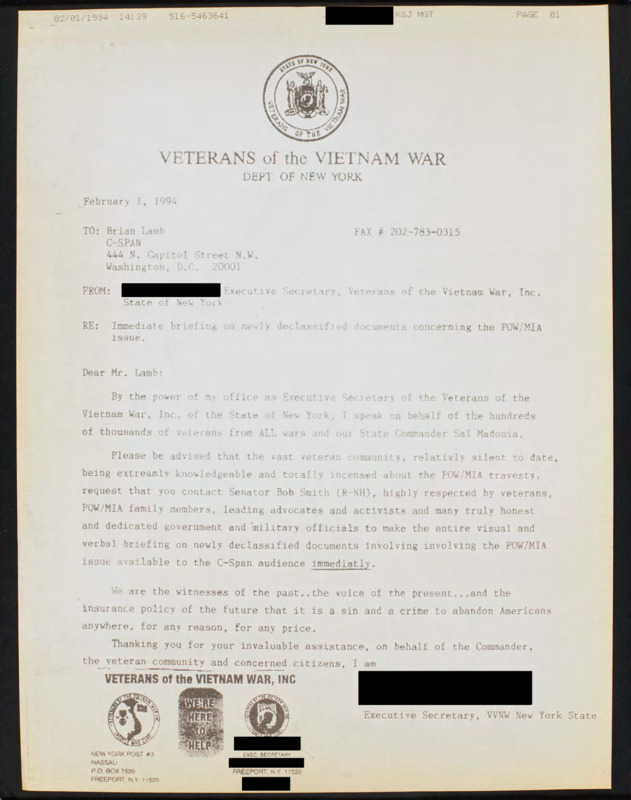 02/01/1994 14:39 516-5463641 K&J MGT PAGE 01
STATE OF NEW YORK
VETERANS OF THE VIETNAM WAR
VETERANS of the VIETNAM WAR
DEPT. OF NEW YORK
February 1, 1994
TO: Brian Lamb FAX # 202-783-0315
C-SPAN
444 N. Capitol Street N.W.
Washington, D.C. 20001
FROM: Executive Secretary, Veterans of the Vietnam War, Inc.
State of New York
RE: Immediate briefing on newly declassified documents concerning the POW/MIA
issue.
Dear Mr. Lamb:
By the power of my office as Executive Secretary of the Veterans of the
Vietnam War, Inc. of the State of New York, I speak on behalf of the hundreds
of thousands of veterans from ALL wars and our State Commander Sal Madonia.
Please be advised that the vast veteran community, relativly silent to date,
being extreamly knowledgeable and totally incensed about the POW/MIA travesty,
request that you contact Senator Bob Smith (R-NH), highly respected by veterans,
POW/MIA family members, leading advocates and activists and many truly honest
and dedicated government and military officials to make the entire visual and
verbal briefing on newly declassified documents involving involving the POW/MIA
issue available to the C-Span audience immediatly.
We are the witnesses of the past..the voice of the present...and the
insurance policy of the future that it is a sin and a crime to abandon Americans
anywhere, for any reason, for any price.
Thanking you for your invaluable assistance, on behalf of the Commander,
the veteran community and concerned citizens, I am
VETERANS of the VIETNAM WAR, INC
WE'RE
HERE
TO
HELP
Executive Secretary, VVNW New York State
NEW YORK POST #3
NASSAU
P.O. BOX 7520
FREEPORT, N.Y. 11520
EXEC. SECRETARY
FREEPORT, N.Y. 11520